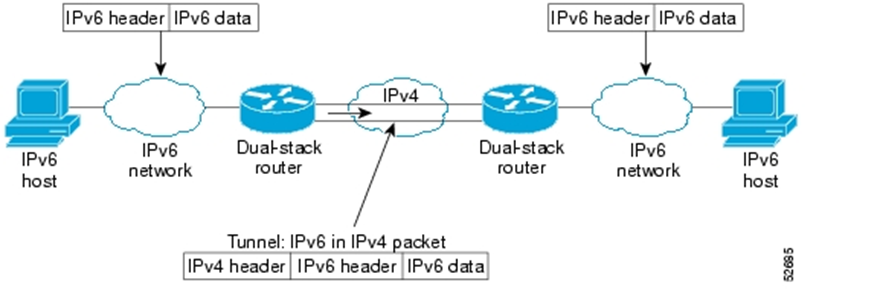 IPv6 header IPv6 data
IPv6 header IPv6 data
IPv4
IPv6
host
IPv6
network
Dual-stack
router
Dual-stack
router
IPv6
network
IPv6
host
Tunnel: IPv6 in IPv4 packet
IPv4 header IPv6 header IPv6 data
52685